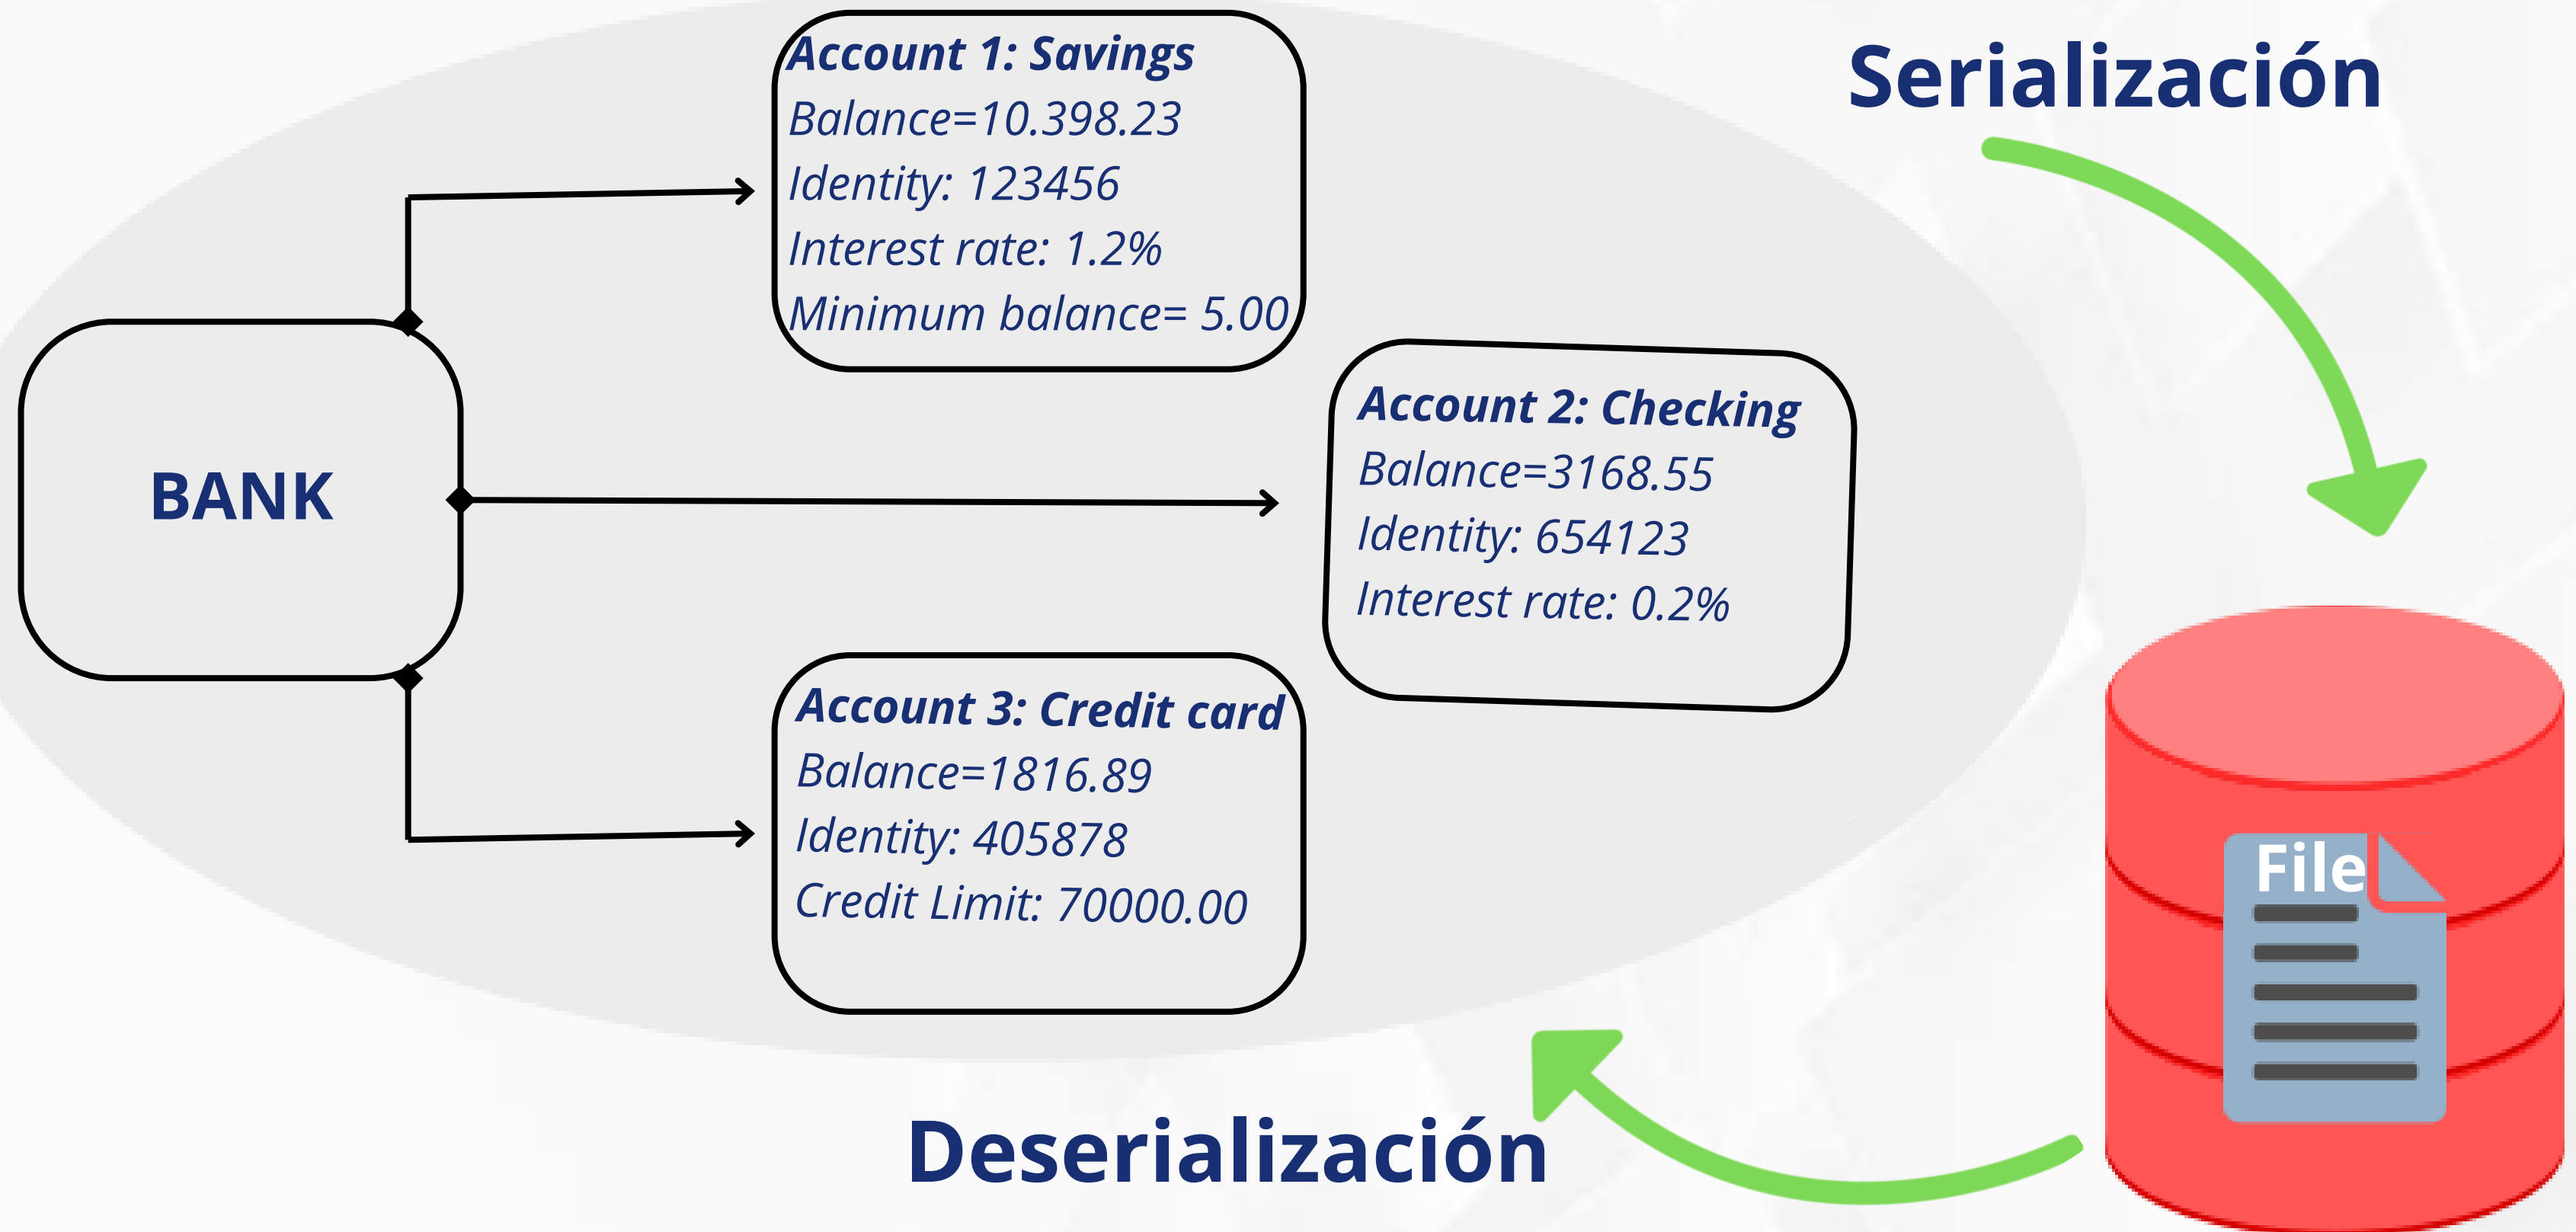 Serialización
Account 1: Savings
Balance=10.398.23
Identity: 123456
Interest rate: 1.2%
Minimum balance= 5.00
BANK
Account 2: Checking
Balance=3168.55
Identity: 654123
Interest rate: 0.2%
Account 3: Credit card
Balance=1816.89
Identity: 405878
Credit Limit: 70000.00
File
Deserialización